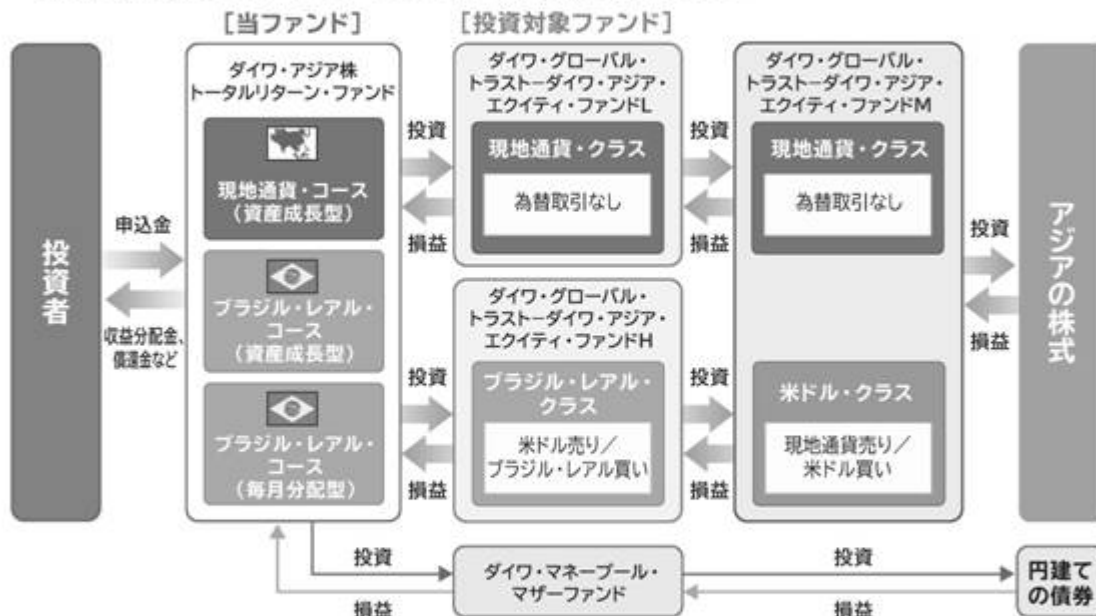 [当ファンド]
[投資対象ファンド]
投資者
申込金
収益分配金、
償還金など
ダイワ・アジア株
トータルリターン・ファンド
現地通貨・コース
(資産成長型)
ブラジル・レアル・
コース
(資産成長型)
ブラジル・レアル・
コース
(毎月分配型)
投資
損益
投資
損益
ダイワ・グローバル・
トラスト−ダイワ・アジア・
エクイティ・ファンドL
現地通貨・クラス
為替取引なし
ダイワ・グローバル・
トラスト−ダイワ・アジア・
エクイティ・ファンドH
ブラジル・レアル・
クラス
米ドル売り/
ブラジル・レアル買い
投資
損益
投資
損益
ダイワ・グローバル・
トラスト−ダイワ・アジア・
エクイティ・ファンドM
現地通貨・クラス
為替取引なし
米ドル・クラス
現地通貨売り/
米ドル買い
投資
損益
アジアの株式
投資
損益
ダイワ・マネープール・
マザーファンド
投資
損益
円建て
の債券